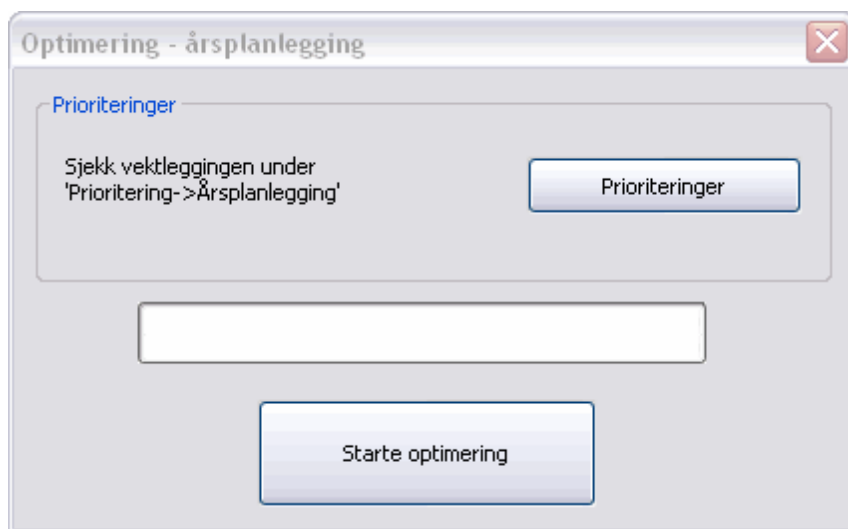 Optimering - årsplanlegging
Prioriteringer
Sjekk vektleggingen under
'Prioritering->Årsplanlegging'
Prioriteringer
Starte optimering